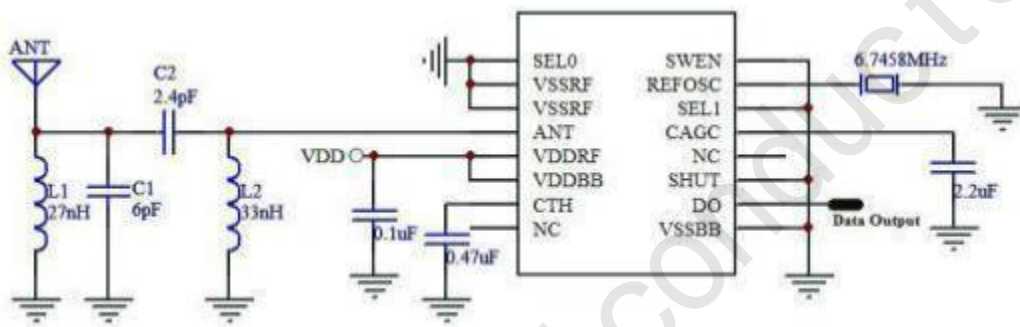 ANT
C2
2.4pF
L1
27nH
C1
6pF
L2
33nH
VDD
0.1uF
0.47uF
SEL0
VSSRF
VSSRF
ANT
VDDRF
VDDBB
CTH
NC
SWEN
REFOSC
SEL1
CAGC
NC
SHUT
DO
VSSBB
6.7458MHz
2.2uF
Data Output
conductor